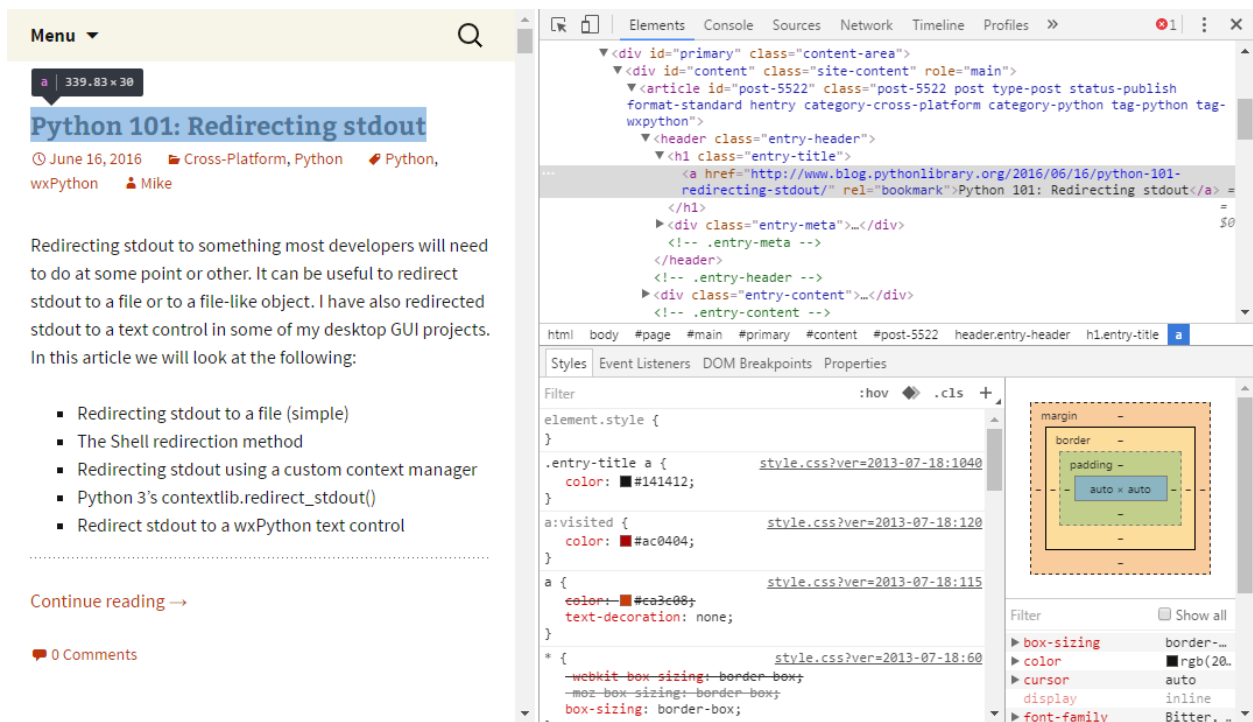 Menu
a 339.83×30
Python 101: Redirecting stdout
June 16, 2016 Cross-Platform, Python Python,
wxPython Mike
Redirecting stdout to something most developers will need
to do at some point or other. It can be useful to redirect
stdout to a file or to a file-like object. I have also redirected
stdout to a text control in some of my desktop GUI projects.
In this article we will look at the following:
Redirecting stdout to a file (simple)
The Shell redirection method
Redirecting stdout using a custom context manager
Python 3's contextlib.redirect_stdout()
Redirect stdout to a wxPython text control
Continue reading →
0 Comments
Elements Console Sources Network Timeline Profiles » 1
<div id="primary" class="content-area">
<div id="content" class="site-content" role="main">
<article id="post-5522" class="post-5522 post type-post status-publish
format-standard hentry category-cross-platform category-python tag-python tag-
wxpython">
<header class="entry-header">
<h1 class="entry-title">
<a href="http://www.blog.pythonlibrary.org/2016/06/16/python-101-
redirecting-stdout/" rel="bookmark">Python 101: Redirecting stdout</a> =
</h1> =
<div class="entry-meta">…</div> $0
<!-- .entry-meta -->
</header>
<!-- .entry-header -->
<div class="entry-content">…</div>
<!-- .entry-content -->
html body #page #main #primary #content #post-5522 header.entry-header h1.entry-title a
Styles Event Listeners DOM Breakpoints Properties
Filter :hov .cls +
element.style {
}
.entry-title a { style.css?ver=2013-07-18:1040
color: #141412;
}
a:visited { style.css?ver=2013-07-18:120
color: #ac0404;
}
a { style.css?ver=2013-07-18:115
color: #ca3c08;
text-decoration: none;
}
* { style.css?ver=2013-07-18:60
-webkit-box-sizing: border-box;
-moz-box-sizing: border-box;
box-sizing: border-box;
margin –
border –
padding –
- - - auto × auto - - -
–
–
–
Filter Show all
box-sizing border-…
color rgb(20…
cursor auto
display inline
font-family Bitter, …